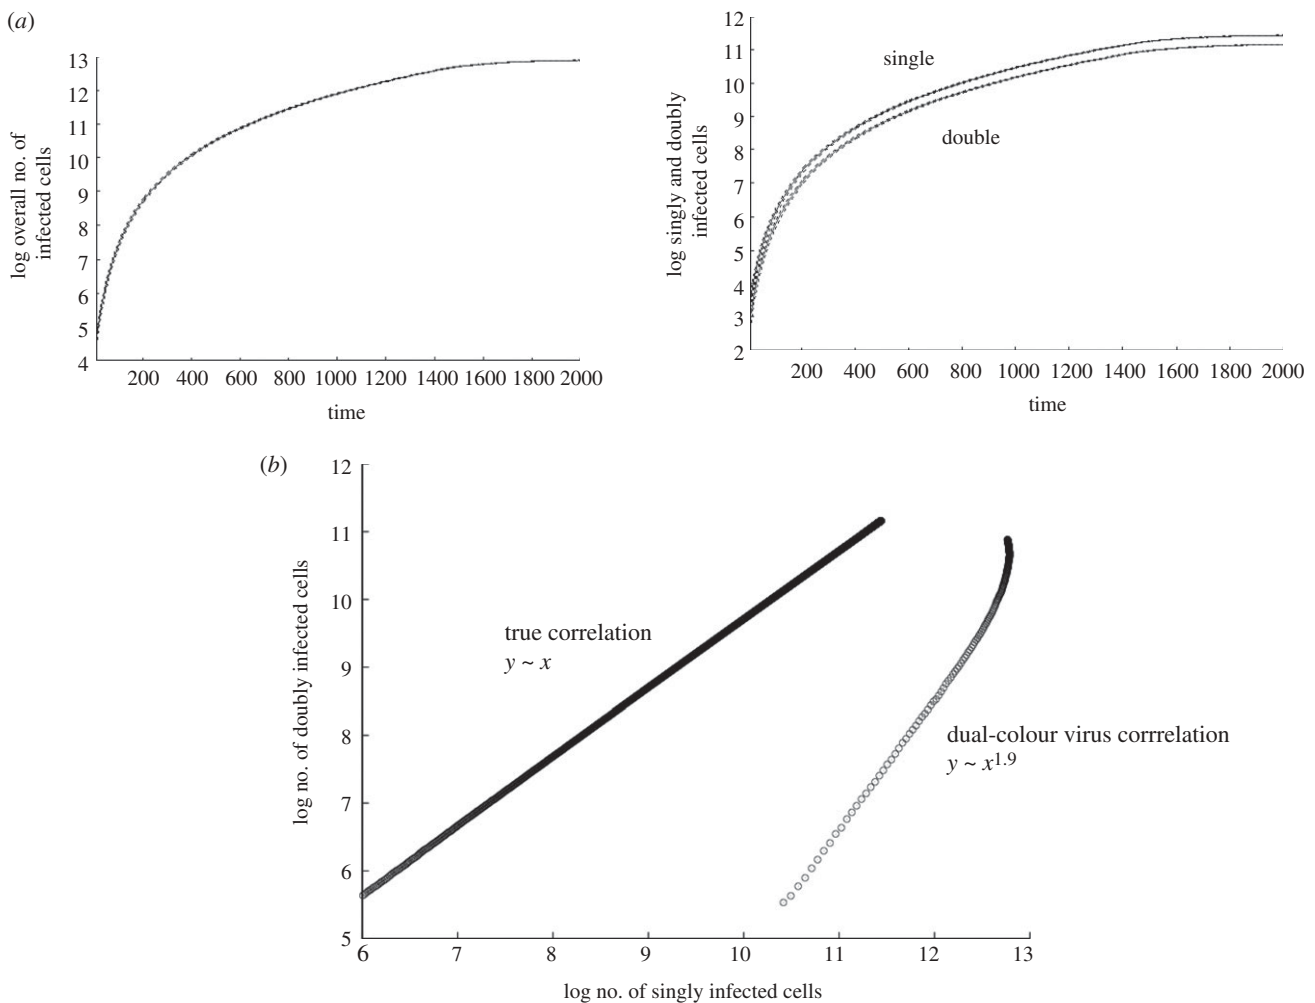 (a)
13
12
11
10
9
8
7
6
5
4
log overall no. of
infected cells
200 400 600 800 1000 1200 1400 1600 1800 2000
time
12
11
10
9
8
7
6
5
4
3
2
log singly and doubly
infected cells
single
double
200 400 600 800 1000 1200 1400 1600 1800 2000
time
(b)
12
11
10
9
8
7
6
5
log no. of doubly infected cells
true correlation
y ~ x
dual-colour virus corrrelation
y ~ x^1.9
6 7 8 9 10 11 12 13
log no. of singly infected cells